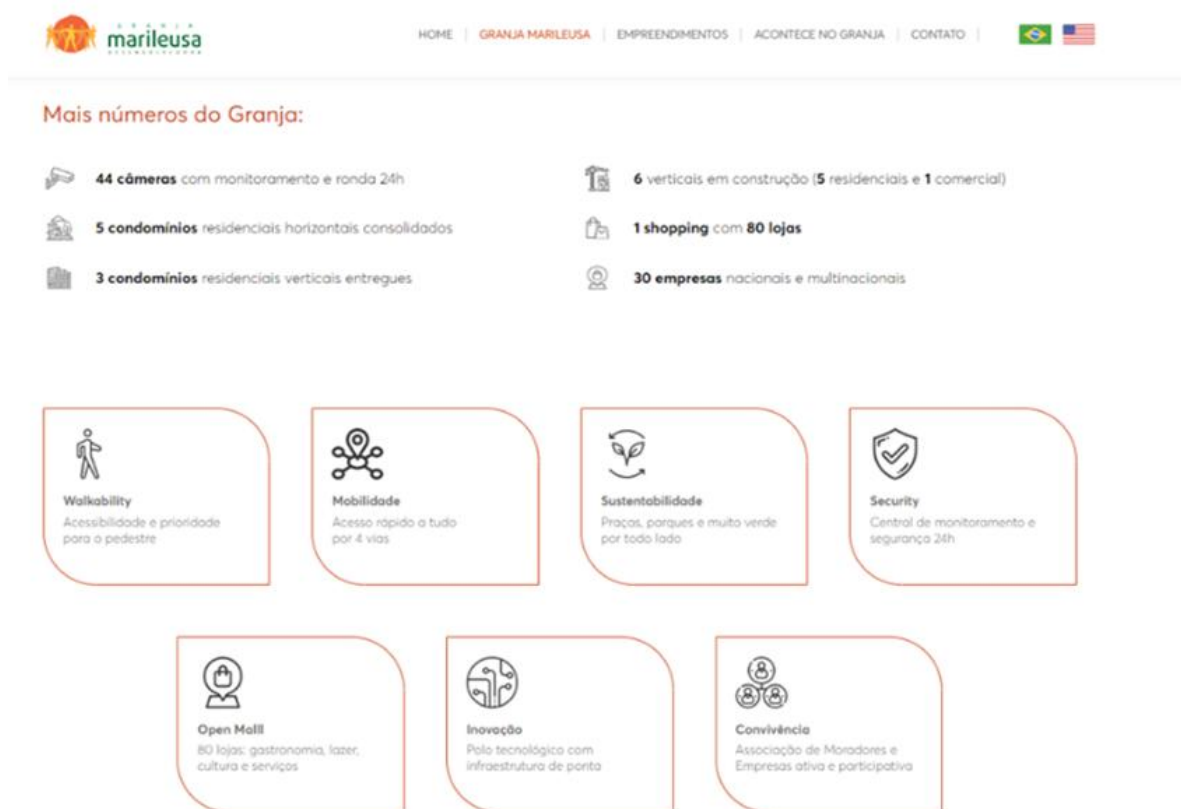 GRANJA
marileusa
DESENVOLVEDOR
HOME | GRANJA MARILEUSA | EMPREENDIMENTOS | ACONTECE NO GRANJA | CONTATO |
Mais números do Granja:
44 câmeras com monitoramento e ronda 24h
6 verticais em construção (5 residenciais e 1 comercial)
5 condomínios residenciais horizontais consolidados
1 shopping com 80 lojas
3 condomínios residenciais verticais entregues
30 empresas nacionais e multinacionais
Walkability
Acessibilidade e prioridade
para o pedestre
Mobilidade
Acesso rápido a tudo
por 4 vias
Sustentabilidade
Praças, parques e muito verde
por todo lado
Security
Central de monitoramento e
segurança 24h
Open Malll
80 lojas: gastronomia, lazer,
cultura e serviços
Inovação
Polo tecnológico com
infraestrutura de ponta
Convivência
Associação de Moradores e
Empresas ativa e participativa